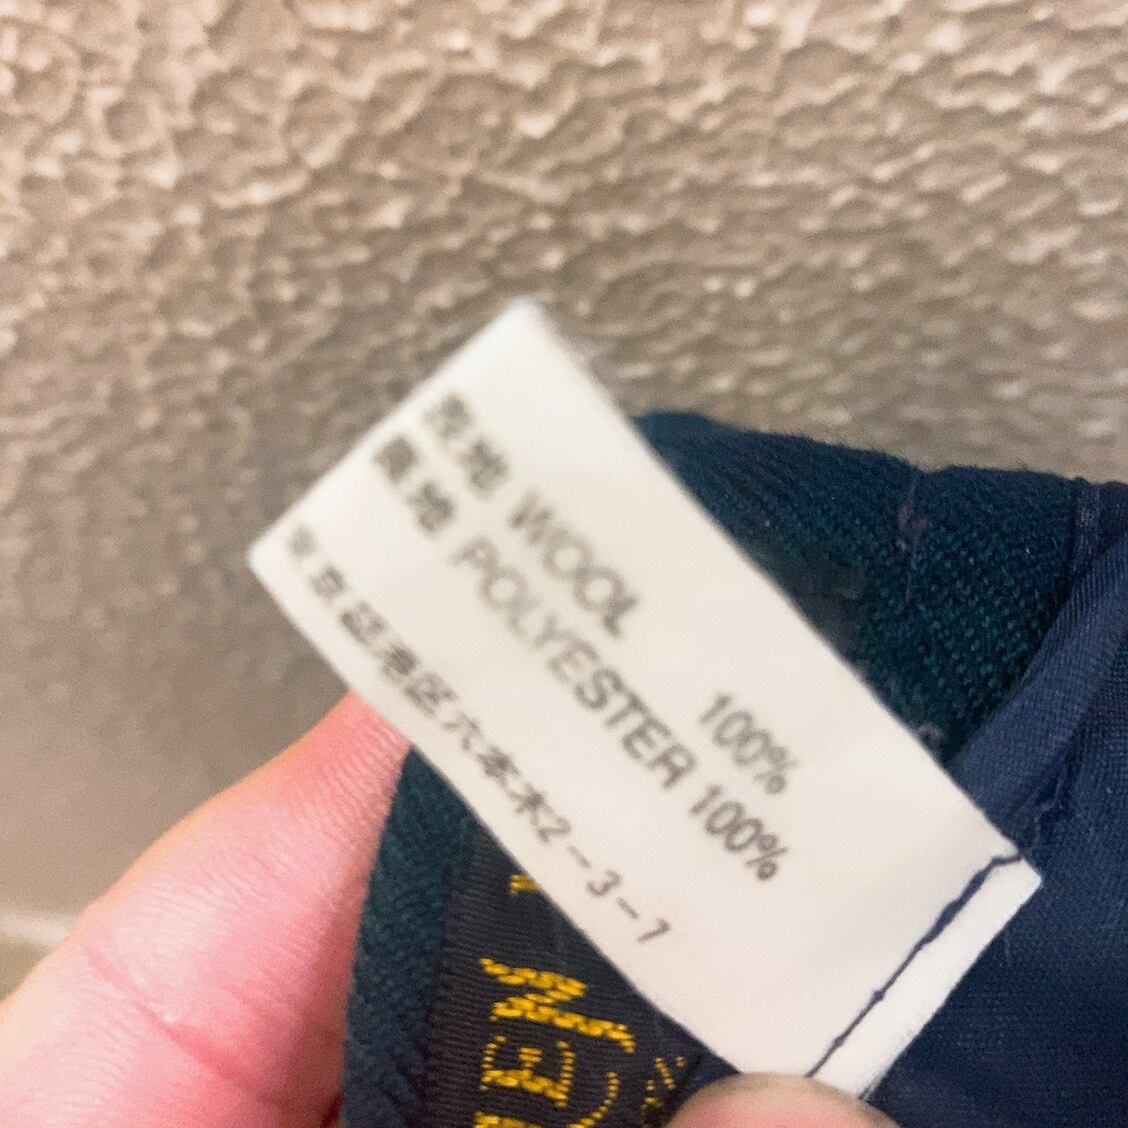 表地 WOOL 100%
裏地 POLYESTER 100%
東京都港区六本木2-3-7
MEN